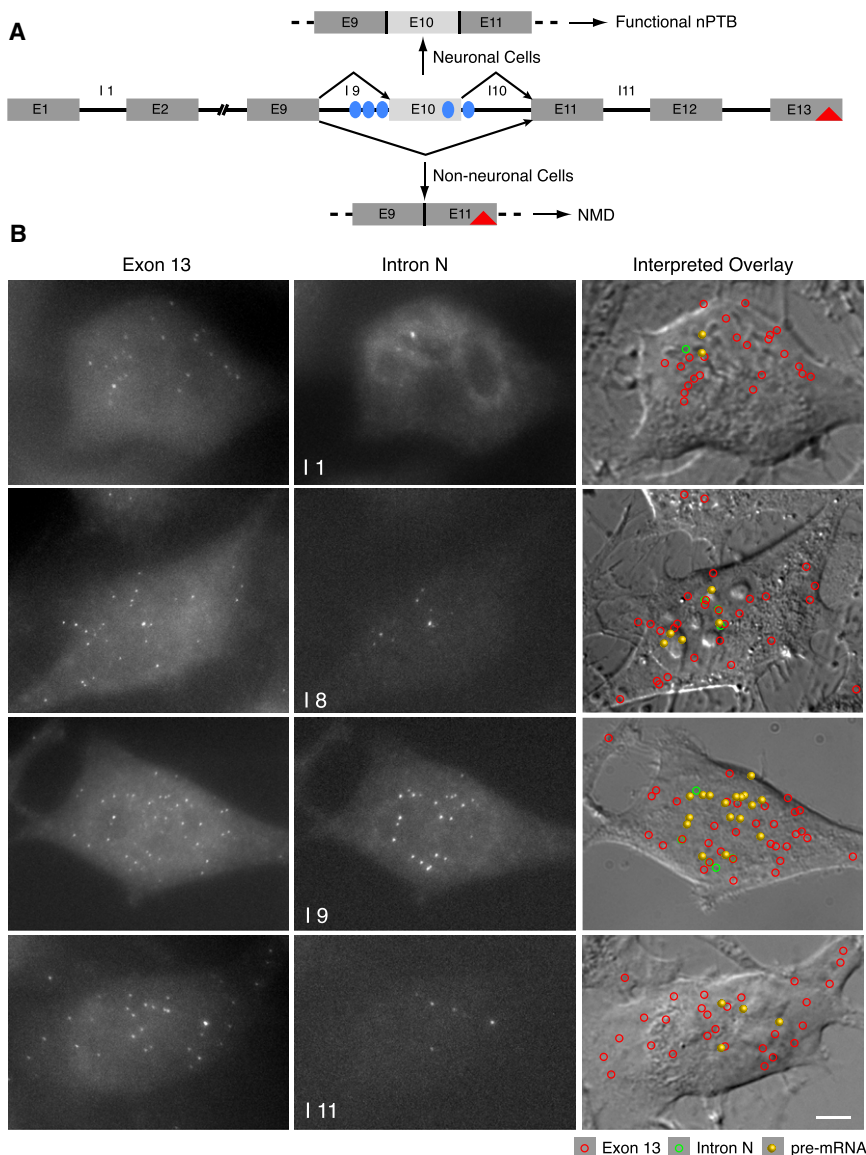 A
E9 E10 E11 Functional nPTB
Neuronal Cells
I 1 I 9 I10 I11
E1 E2 E9 E10 E11 E12 E13
Non-neuronal Cells
E9 E11 NMD
B
Exon 13 Intron N Interpreted Overlay
I 1
I 8
I 9
I 11
Exon 13 Intron N pre-mRNA